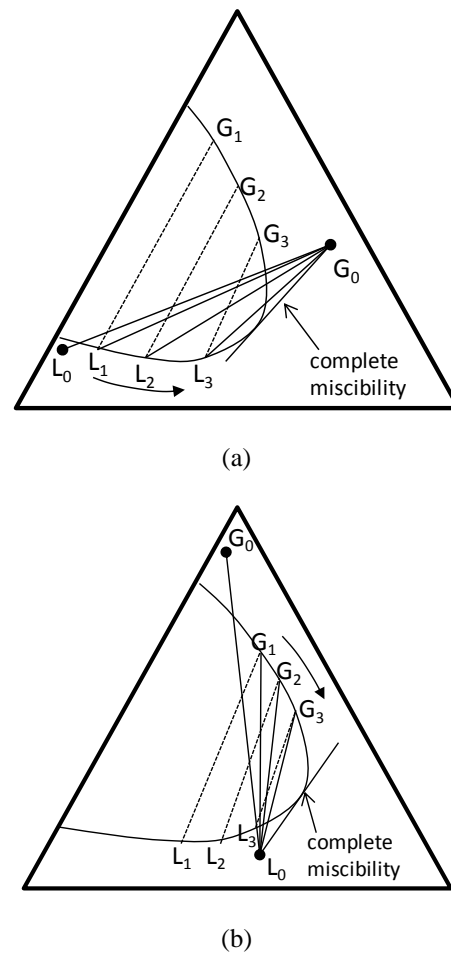 G₁
G₂
G₃
G₀
L₀ L₁ L₂ L₃
complete
miscibility
(a)
G₀
G₁
G₂
G₃
L₃
L₁ L₂ L₀
complete
miscibility
(b)